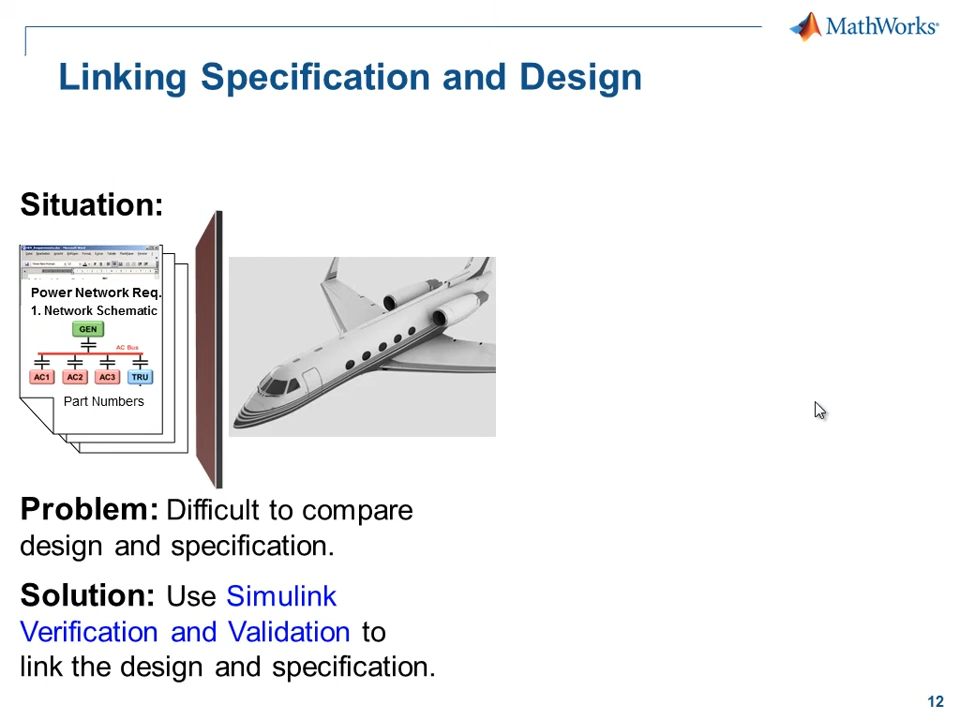 MathWorks®
Linking Specification and Design
Situation:
Power Network Req.
1. Network Schematic
GEN
AC Bus
AC1 AC2 AC3 TRU
Part Numbers
Problem: Difficult to compare
design and specification.
Solution: Use Simulink
Verification and Validation to
link the design and specification.
12